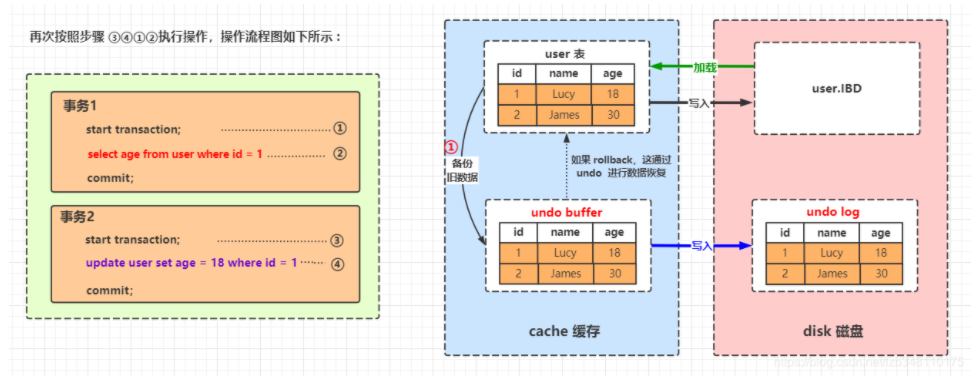 再次按照步骤 ③④①②执行操作，操作流程图如下所示：
事务1
start transaction; ························ ①
select age from user where id = 1 ·············· ②
commit;
事务2
start transaction; ························ ③
update user set age = 18 where id = 1 ······· ④
commit;
user 表
id name age
1 Lucy 18
2 James 30
①
备份
旧数据
如果 rollback，这通过
undo 进行数据恢复
undo buffer
id name age
1 Lucy 18
2 James 30
cache 缓存
加载
写入
写入
user.IBD
undo log
id name age
1 Lucy 18
2 James 30
disk 磁盘